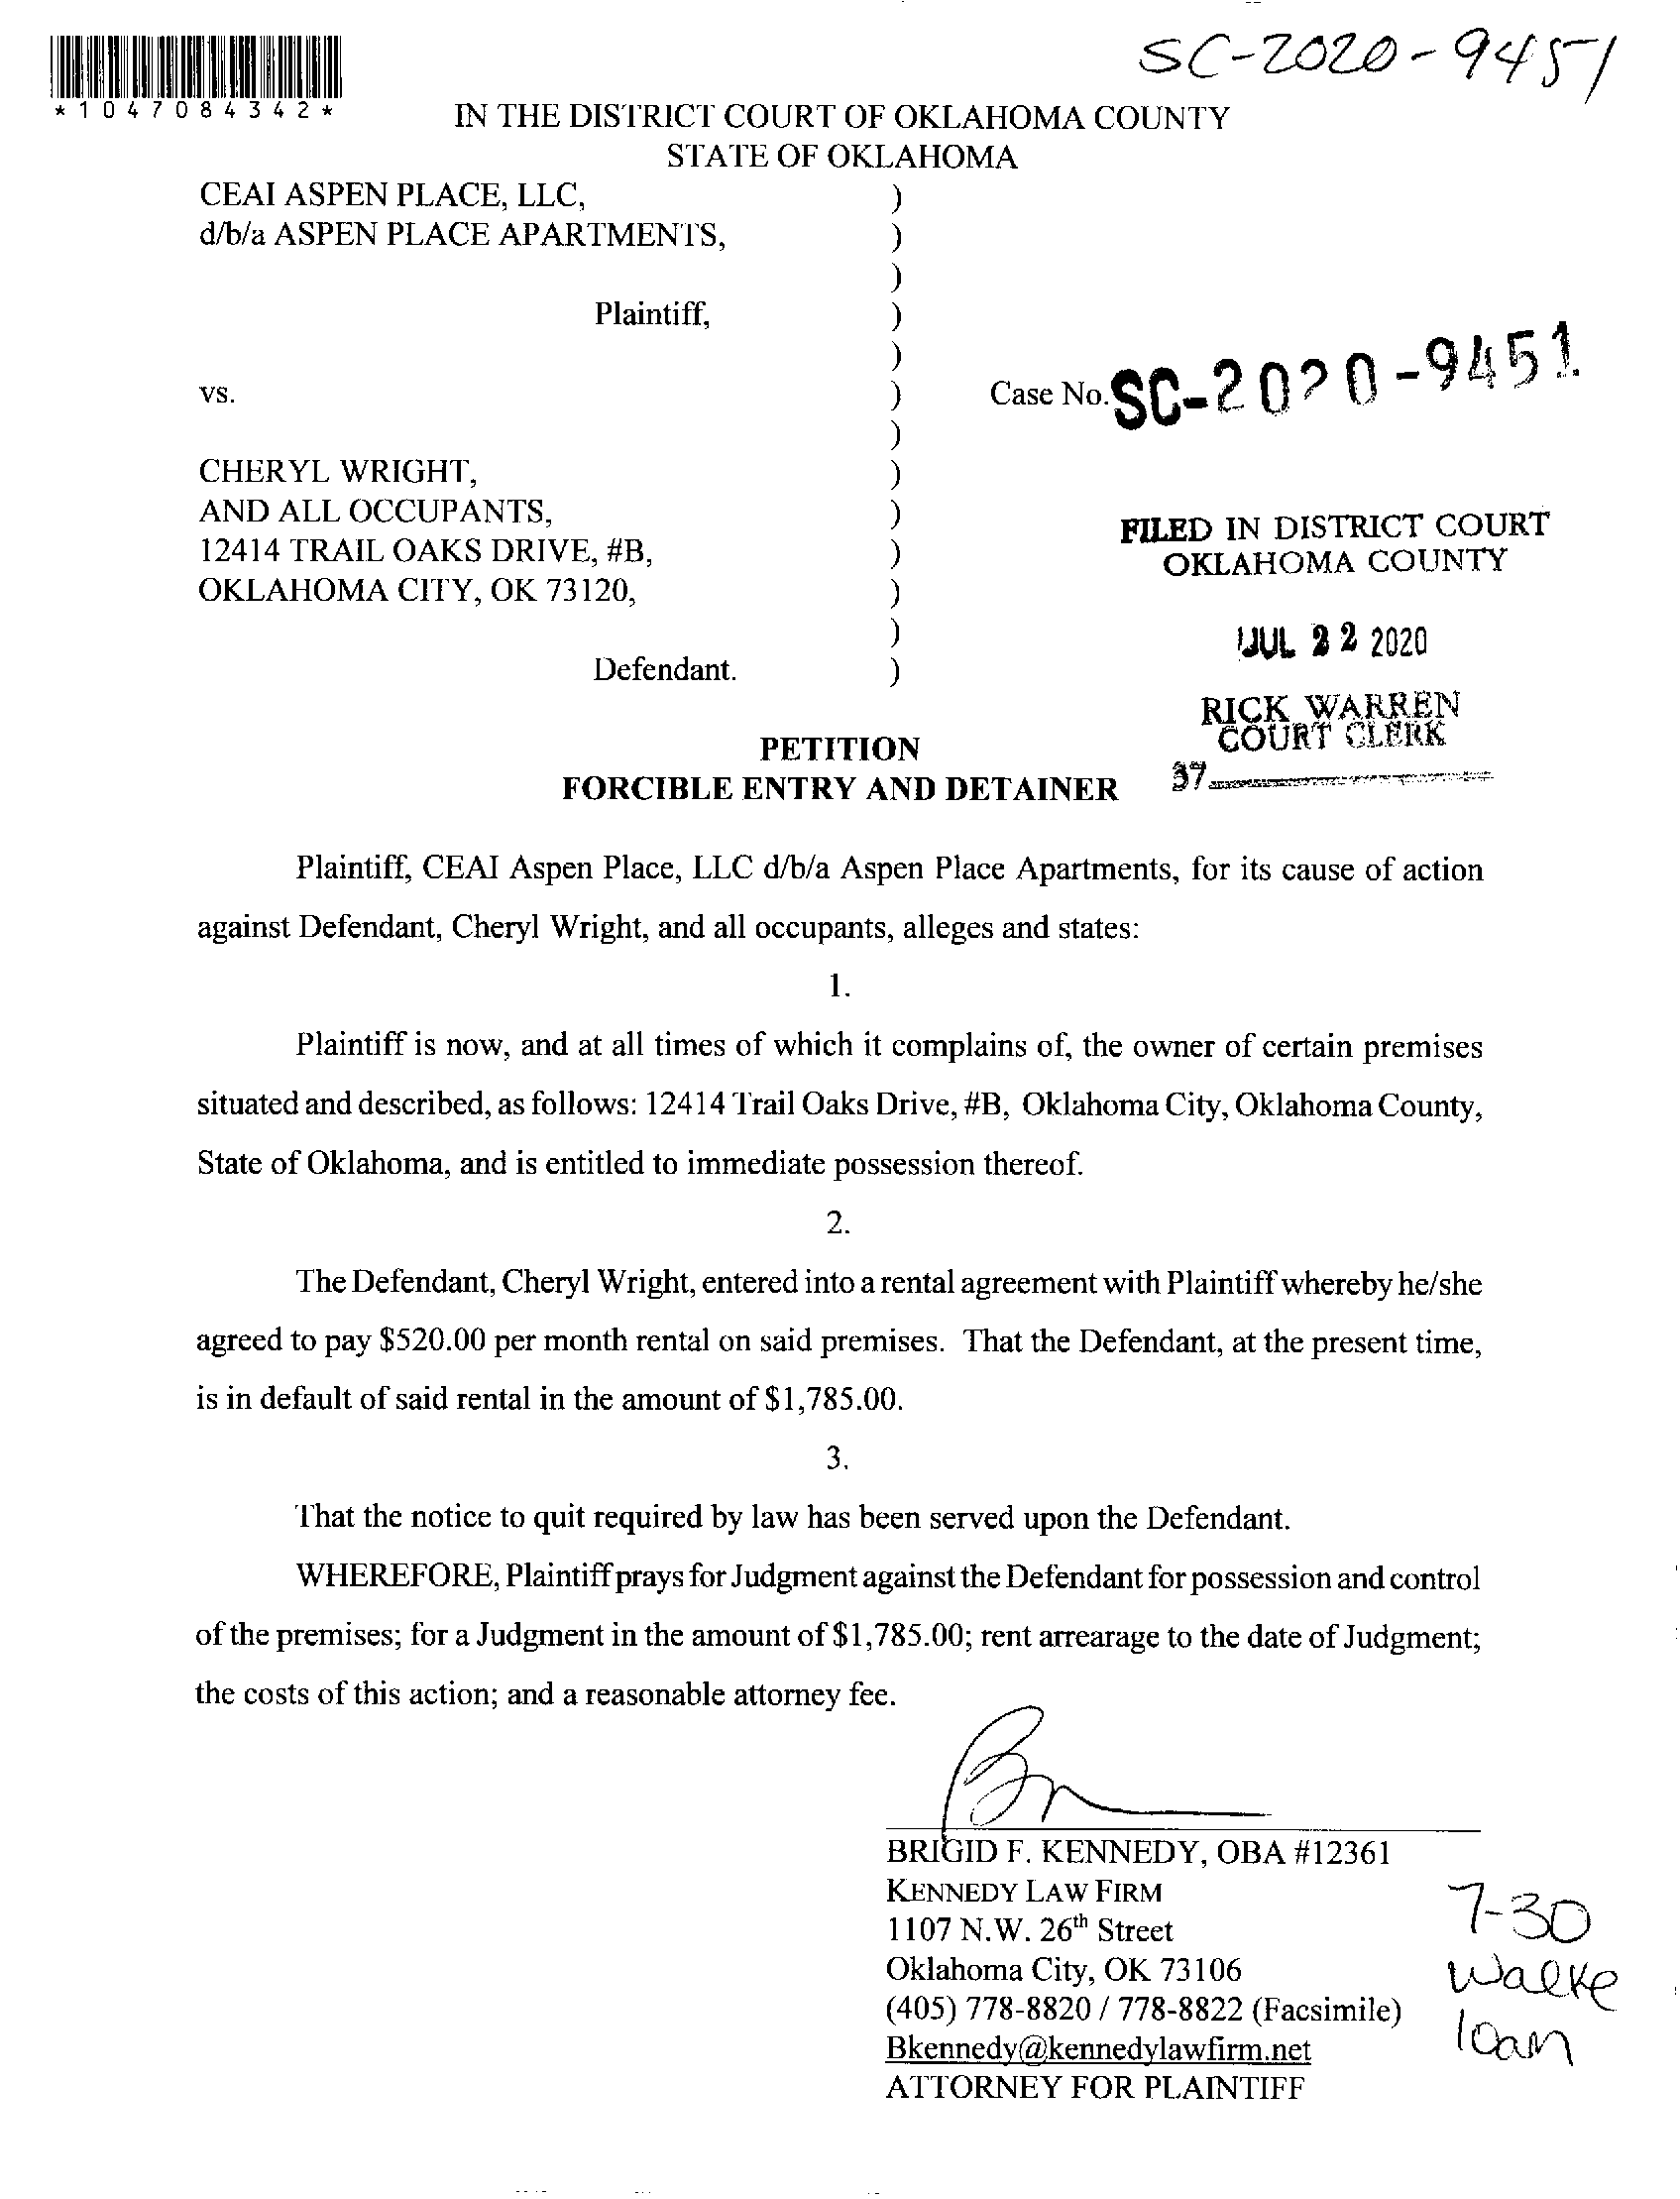 SC-2020-9451
*1047084342*
IN THE DISTRICT COURT OF OKLAHOMA COUNTY
STATE OF OKLAHOMA
CEAI ASPEN PLACE, LLC, )
d/b/a ASPEN PLACE APARTMENTS, )
)
Plaintiff, )
)
vs. ) Case No. SC-2020-9451
)
CHERYL WRIGHT, )
AND ALL OCCUPANTS, )
12414 TRAIL OAKS DRIVE, #B, )
OKLAHOMA CITY, OK 73120, )
)
Defendant. )
FILED IN DISTRICT COURT
OKLAHOMA COUNTY
JUL 22 2020
RICK WARREN
COURT CLERK
37
PETITION
FORCIBLE ENTRY AND DETAINER
Plaintiff, CEAI Aspen Place, LLC d/b/a Aspen Place Apartments, for its cause of action
against Defendant, Cheryl Wright, and all occupants, alleges and states:
1.
Plaintiff is now, and at all times of which it complains of, the owner of certain premises
situated and described, as follows: 12414 Trail Oaks Drive, #B, Oklahoma City, Oklahoma County,
State of Oklahoma, and is entitled to immediate possession thereof.
2.
The Defendant, Cheryl Wright, entered into a rental agreement with Plaintiff whereby he/she
agreed to pay $520.00 per month rental on said premises. That the Defendant, at the present time,
is in default of said rental in the amount of $1,785.00.
3.
That the notice to quit required by law has been served upon the Defendant.
WHEREFORE, Plaintiff prays for Judgment against the Defendant for possession and control
of the premises; for a Judgment in the amount of $1,785.00; rent arrearage to the date of Judgment;
the costs of this action; and a reasonable attorney fee.
BRIGID F. KENNEDY, OBA #12361
KENNEDY LAW FIRM
1107 N.W. 26th Street
Oklahoma City, OK 73106
(405) 778-8820 / 778-8822 (Facsimile)
Bkennedy@kennedylawfirm.net
ATTORNEY FOR PLAINTIFF
7-30
Walke
10am